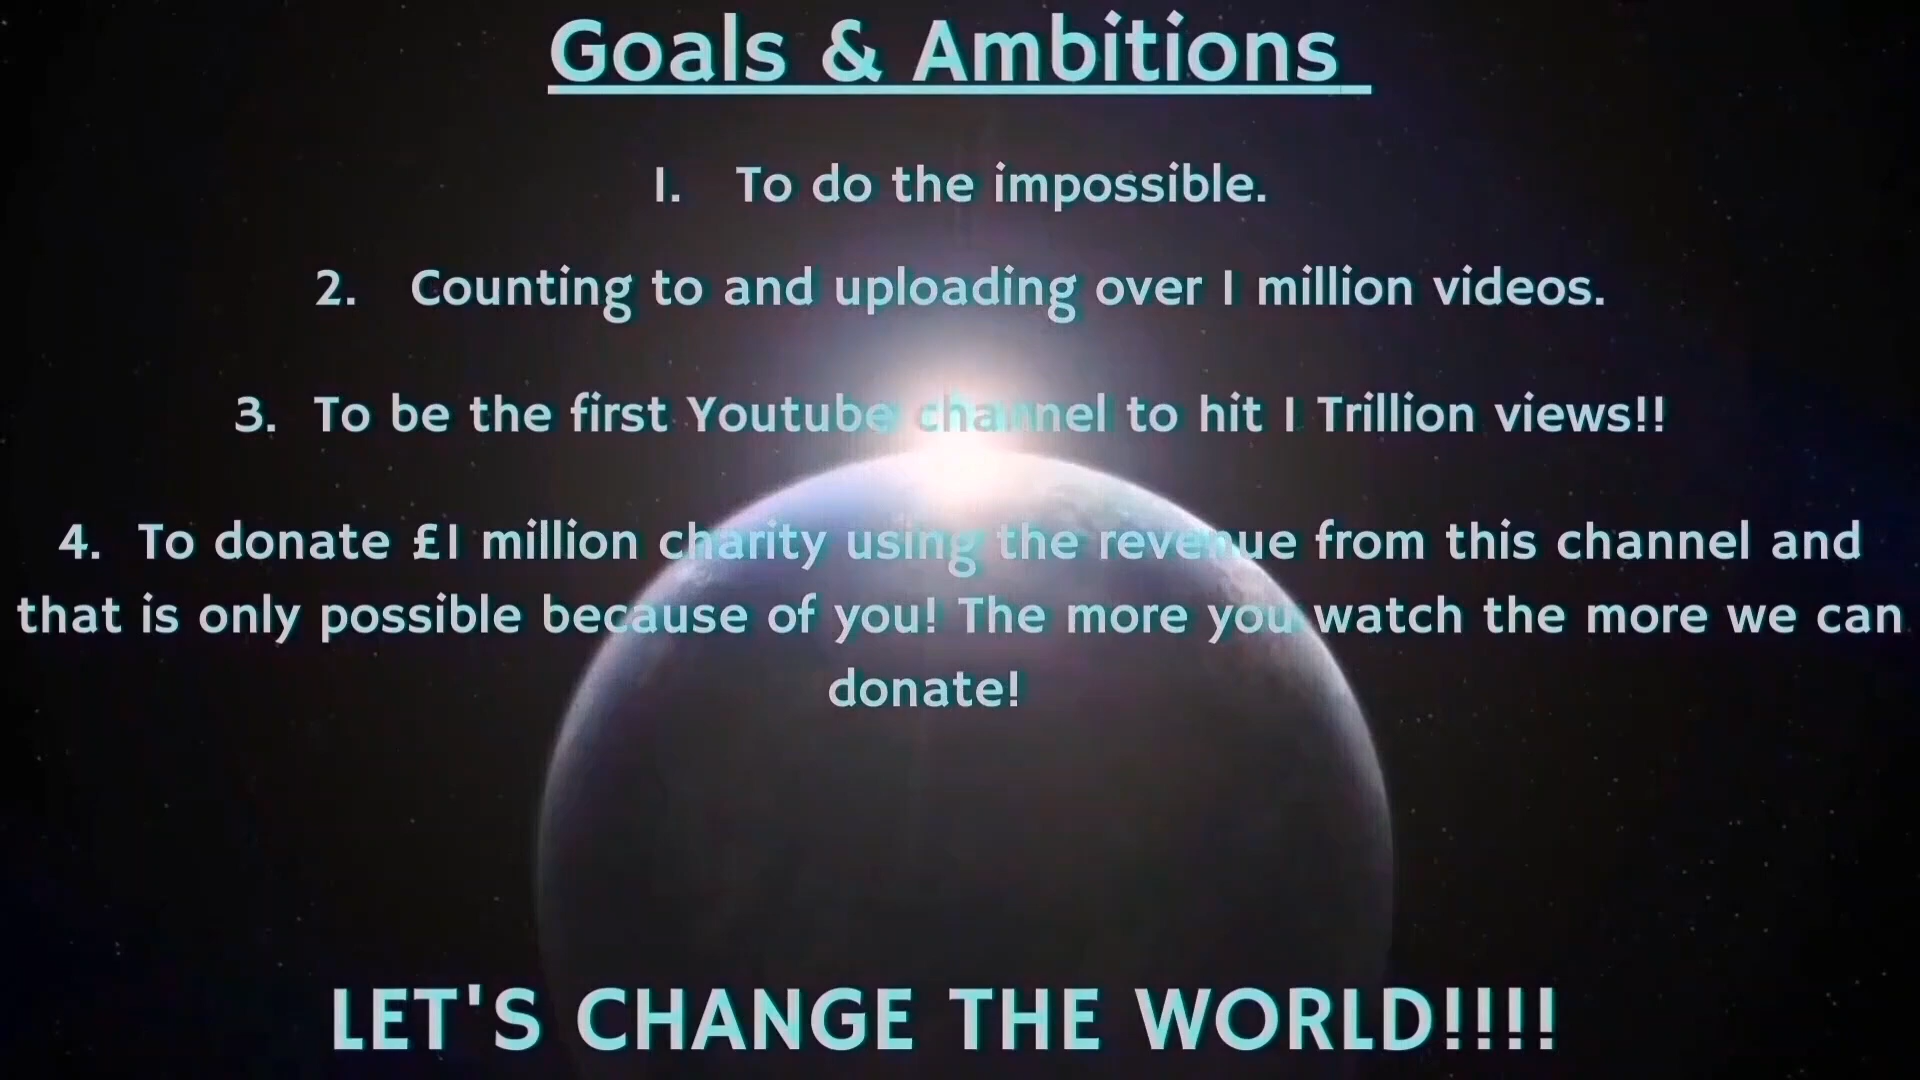 Goals & Ambitions
1. To do the impossible.
2. Counting to and uploading over 1 million videos.
3. To be the first Youtube channel to hit 1 Trillion views!!
4. To donate £1 million charity using the revenue from this channel and
that is only possible because of you! The more you watch the more we can
donate!
LET'S CHANGE THE WORLD!!!!